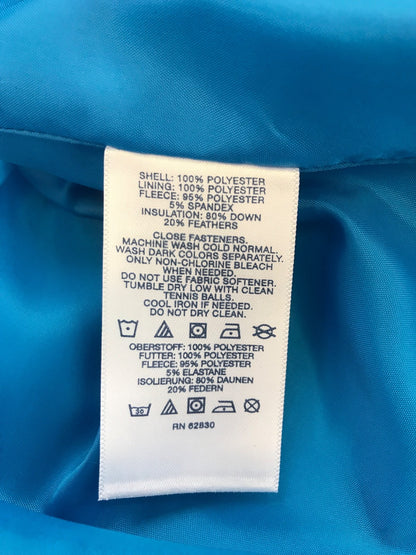 SHELL: 100% POLYESTER
LINING: 100% POLYESTER
FLEECE: 95% POLYESTER
5% SPANDEX
INSULATION: 80% DOWN
20% FEATHERS
CLOSE FASTENERS.
MACHINE WASH COLD NORMAL.
WASH DARK COLORS SEPARATELY.
ONLY NON-CHLORINE BLEACH
WHEN NEEDED.
DO NOT USE FABRIC SOFTENER.
TUMBLE DRY LOW WITH CLEAN
TENNIS BALLS.
COOL IRON IF NEEDED.
DO NOT DRY CLEAN.
OBERSTOFF: 100% POLYESTER
FUTTER: 100% POLYESTER
FLEECE: 95% POLYESTER
5% ELASTANE
ISOLIERUNG: 80% DAUNEN
20% FEDERN
30
RN 62830